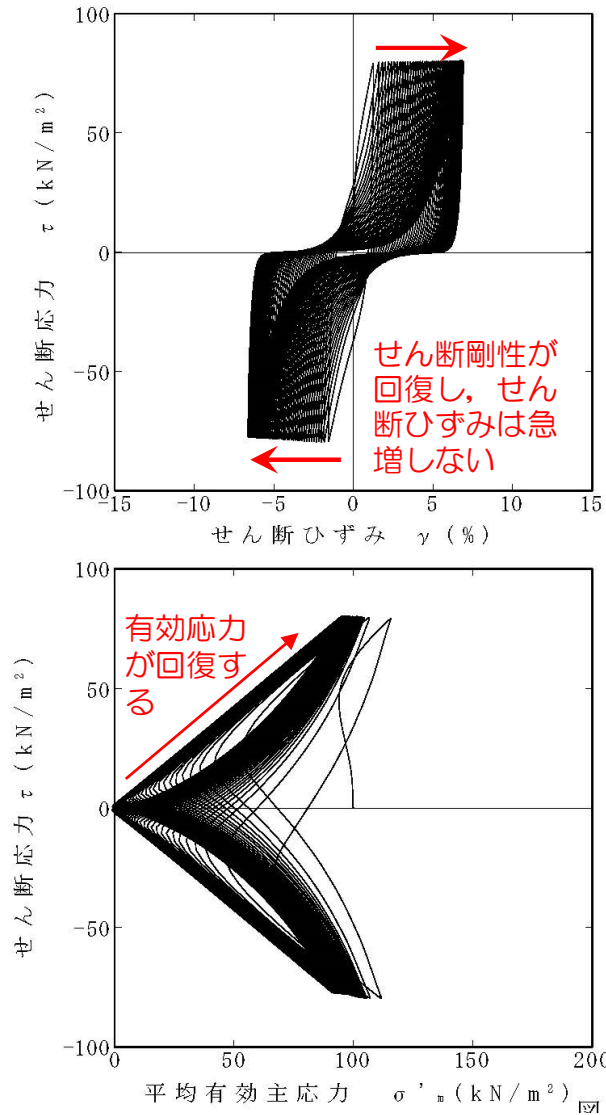 100
50
0
-50
-100
せん断応力 τ (kN/m²)
せん断剛性が
回復し，せん
断ひずみは急
増しない
-15
-10
-5
0
5
10
15
せん断ひずみ γ (%)
100
50
0
-50
-100
せん断応力 τ (kN/m²)
有効応力
が回復す
る
0
50
100
150
200
平均有効主応力 σ'm (kN/m²)
図